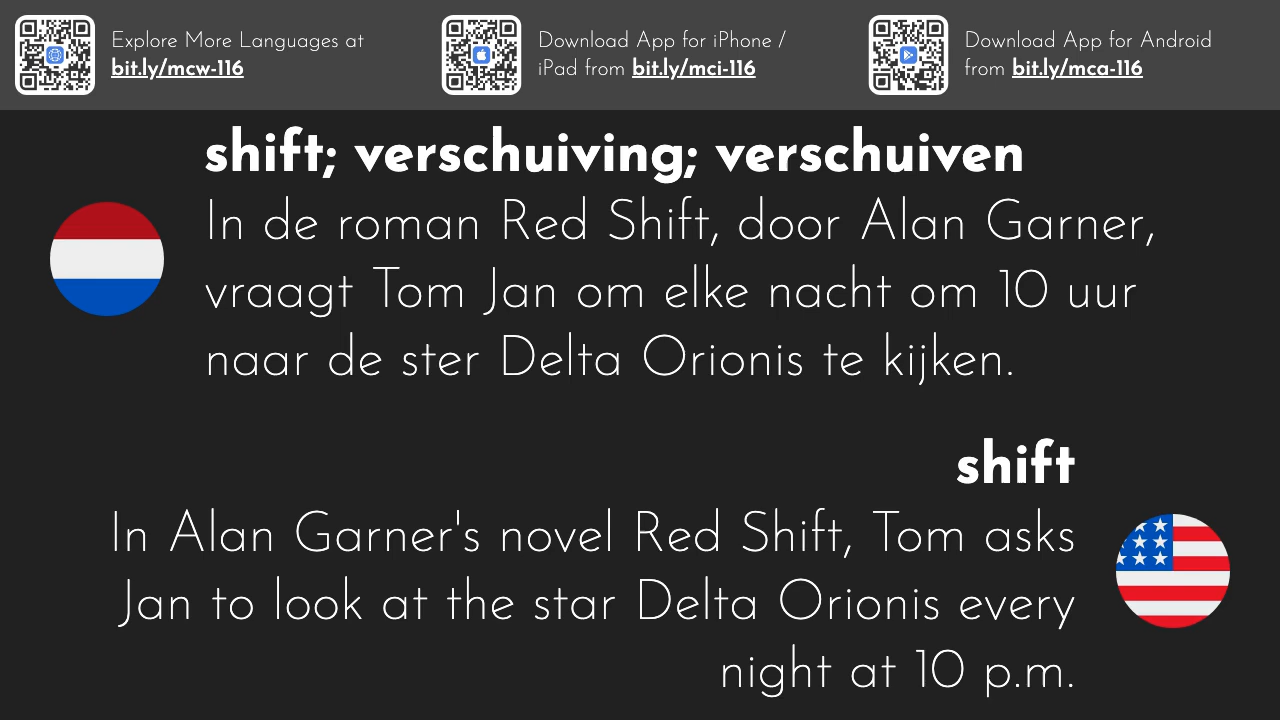 Explore More Languages at
bit.ly/mcw-116
Download App for iPhone /
iPad from bit.ly/mci-116
Download App for Android
from bit.ly/mca-116
shift; verschuiving; verschuiven
In de roman Red Shift, door Alan Garner,
vraagt Tom Jan om elke nacht om 10 uur
naar de ster Delta Orionis te kijken.
shift
In Alan Garner's novel Red Shift, Tom asks
Jan to look at the star Delta Orionis every
night at 10 p.m.